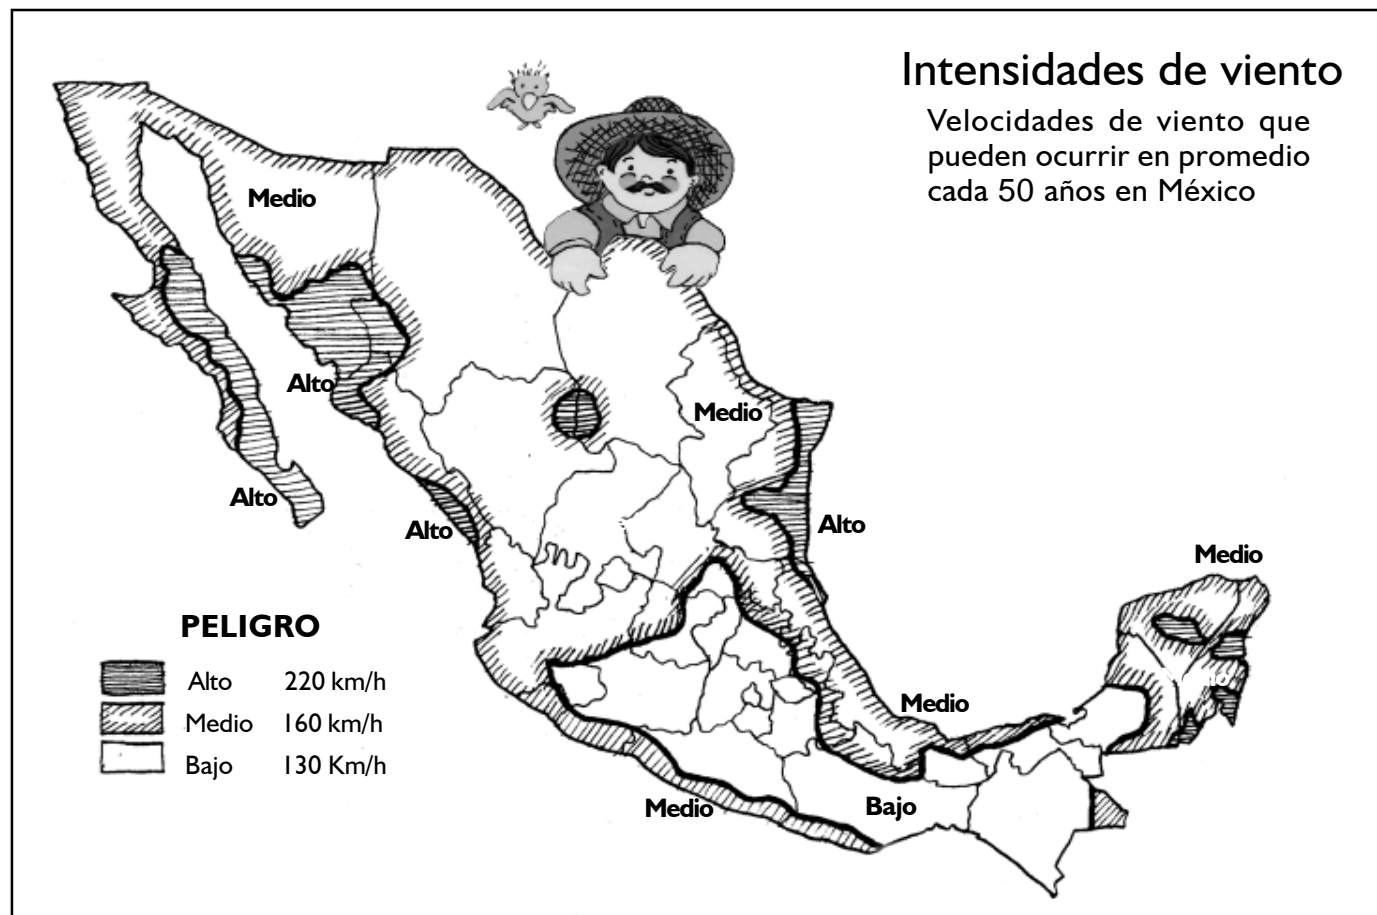 Intensidades de viento
Velocidades de viento que
pueden ocurrir en promedio
cada 50 años en México
Medio
Alto
Medio
Alto
Alto
Alto
Medio
PELIGRO
Alto 220 km/h
Medio 160 km/h
Bajo 130 Km/h
Medio
Medio
Bajo